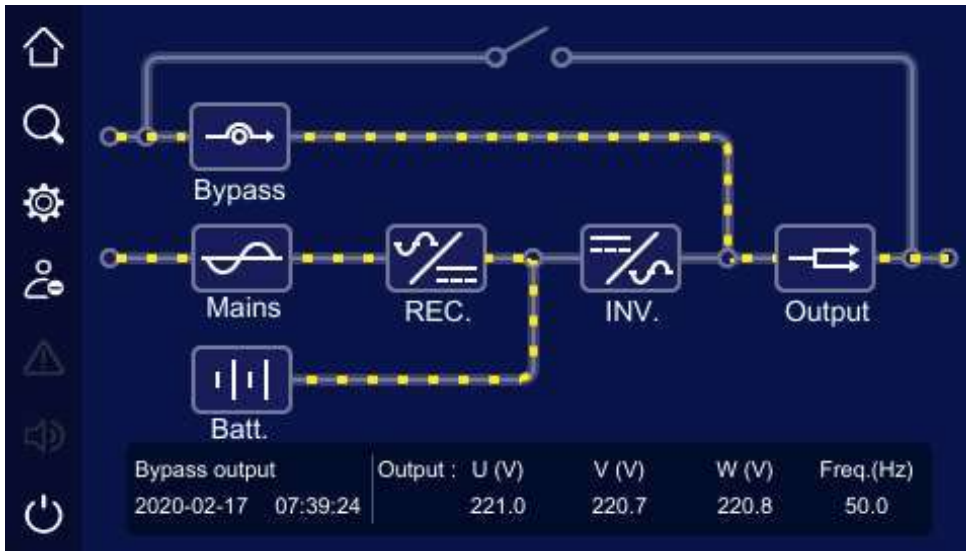 Bypass
Mains
REC.
INV.
Output
Batt.
Bypass output
2020-02-17 07:39:24
Output : U (V) V (V) W (V) Freq.(Hz)
221.0 220.7 220.8 50.0